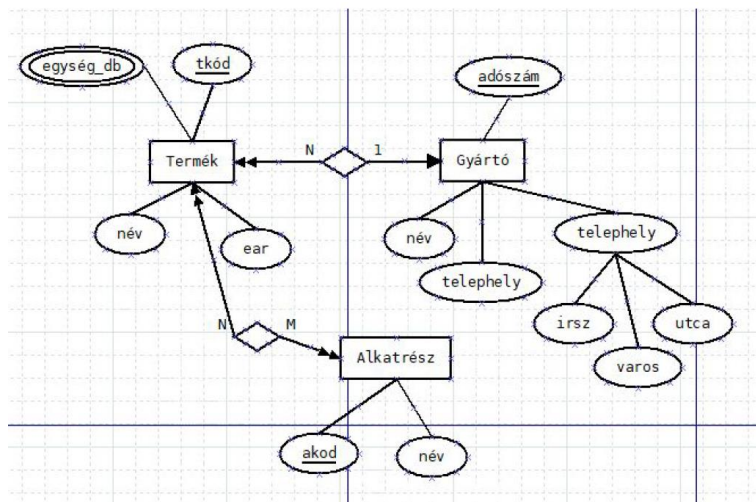 egység_db
tkód
adószám
Termék
N
1
Gyártó
név
ear
név
telephely
telephely
irsz
utca
varos
N
M
Alkatrész
akod
név